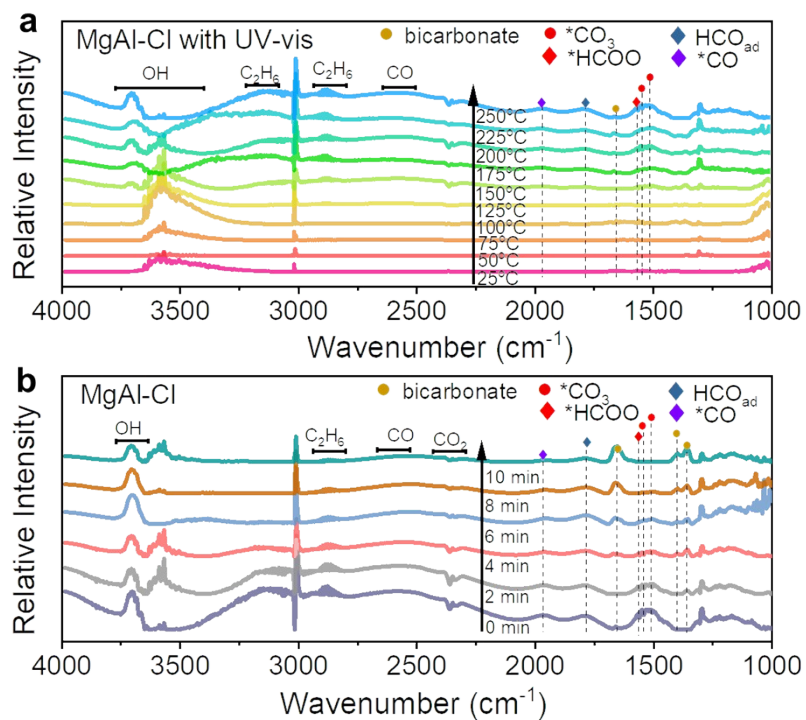 a
MgAl-Cl with UV-vis
bicarbonate
*CO3
*HCOO
HCOad
*CO
OH
C2H6
C2H6
CO
250°C
225°C
200°C
175°C
150°C
125°C
100°C
75°C
50°C
25°C
Relative Intensity
4000 3500 3000 2500 2000 1500 1000
Wavenumber (cm-1)
b
MgAl-Cl
bicarbonate
*CO3
*HCOO
HCOad
*CO
OH
C2H6
CO
CO2
10 min
8 min
6 min
4 min
2 min
0 min
Relative Intensity
4000 3500 3000 2500 2000 1500 1000
Wavenumber (cm-1)